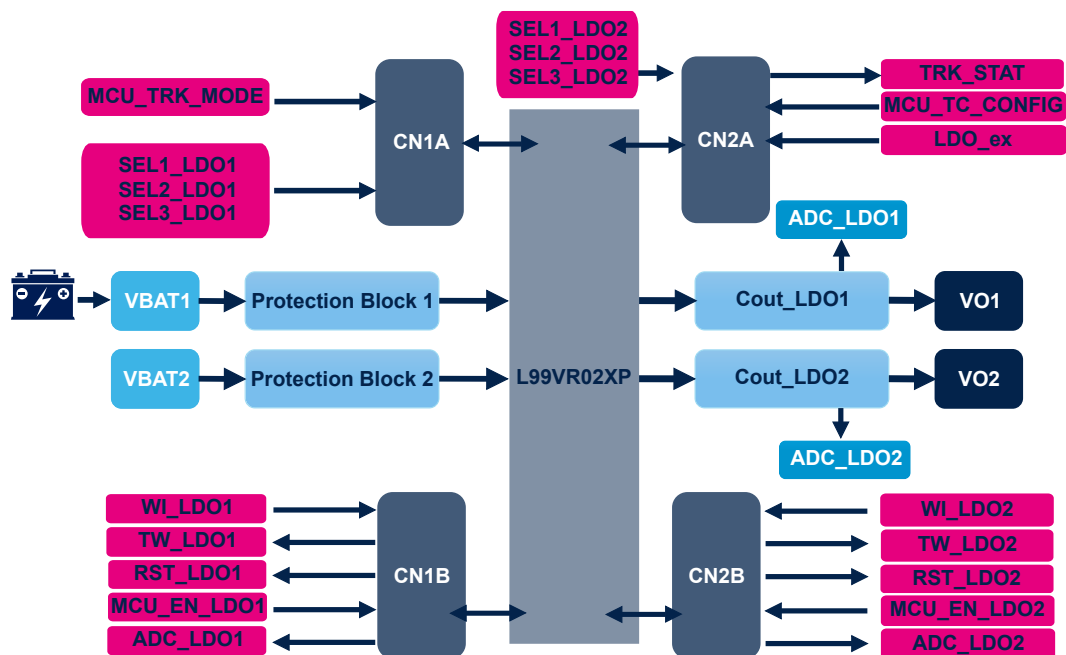 SEL1_LDO2
SEL2_LDO2
SEL3_LDO2
MCU_TRK_MODE
CN1A
CN2A
TRK_STAT
MCU_TC_CONFIG
LDO_ex
SEL1_LDO1
SEL2_LDO1
SEL3_LDO1
ADC_LDO1
VBAT1
Protection Block 1
Cout_LDO1
VO1
VBAT2
Protection Block 2
L99VR02XP
Cout_LDO2
VO2
ADC_LDO2
WI_LDO1
TW_LDO1
RST_LDO1
MCU_EN_LDO1
ADC_LDO1
CN1B
CN2B
WI_LDO2
TW_LDO2
RST_LDO2
MCU_EN_LDO2
ADC_LDO2